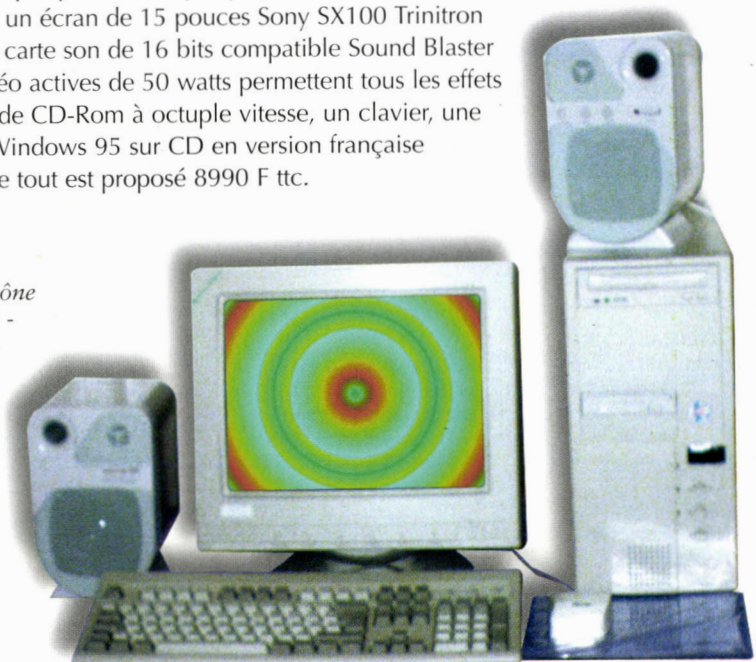 un écran de 15 pouces Sony SX100 Trinitron
carte son de 16 bits compatible Sound Blaster
éo actives de 50 watts permettent tous les effets
de CD-Rom à octuple vitesse, un clavier, une
Windows 95 sur CD en version française
e tout est proposé 8990 F ttc.
ône
-